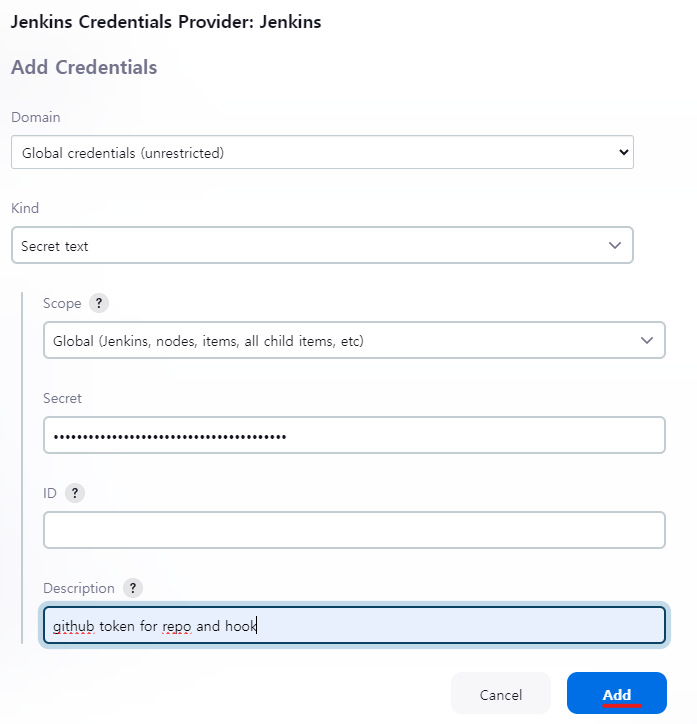 Jenkins Credentials Provider: Jenkins
Add Credentials
Domain
Global credentials (unrestricted)
Kind
Secret text
Scope ?
Global (Jenkins, nodes, items, all child items, etc)
Secret
••••••••••••••••••••••••••••••••••••••••
ID ?
Description ?
github token for repo and hook
Cancel Add